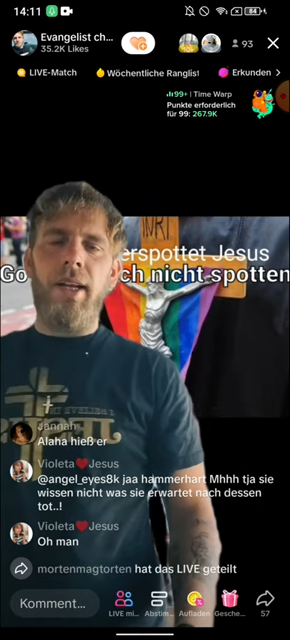 14:11
84
Evangelist ch...
35.2K Likes
93
LIVE-Match
Wöchentliche Ranglist
Erkunden
99+ | Time Warp
Punkte erforderlich
für 99: 267.9K
INRI
erspottet Jesus
Go ch nicht spotten
Jannah
Alaha hieß er
Violeta❤️Jesus
@angel_eyes8k jaa hammerhart Mhhh tja sie
wissen nicht was sie erwartet nach dessen
tot..!
Violeta❤️Jesus
Oh man
mortenmagtorten hat das LIVE geteilt
Komment...
LIVE mi...
Abstim...
Aufladen
Gesche...
57